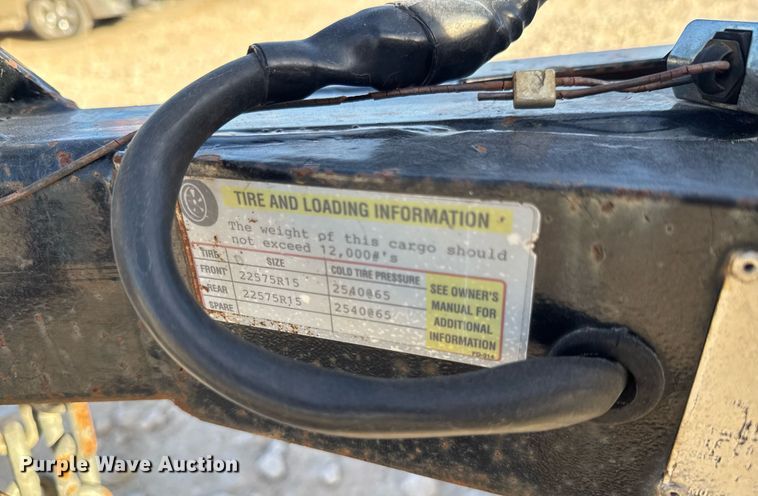 TIRE AND LOADING INFORMATION
The weight of this cargo should
not exceed 12,000#'s
TIRE SIZE COLD TIRE PRESSURE
FRONT 22575R15 2540@65
REAR 22575R15 2540@65
SPARE
SEE OWNER'S
MANUAL FOR
ADDITIONAL
INFORMATION
Purple Wave Auction